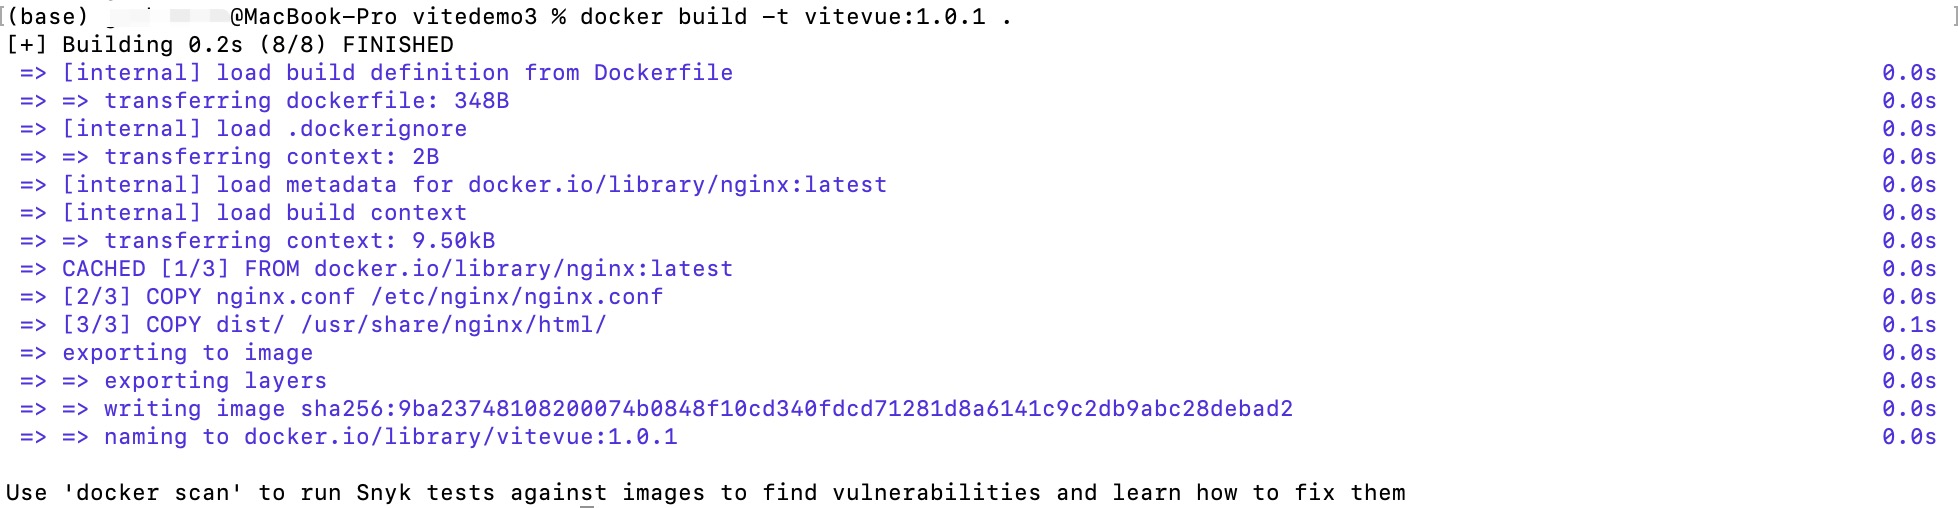 (base) @MacBook-Pro vitedemo3 % docker build -t vitevue:1.0.1 .
[+] Building 0.2s (8/8) FINISHED
=> [internal] load build definition from Dockerfile 0.0s
=> => transferring dockerfile: 348B 0.0s
=> [internal] load .dockerignore 0.0s
=> => transferring context: 2B 0.0s
=> [internal] load metadata for docker.io/library/nginx:latest 0.0s
=> [internal] load build context 0.0s
=> => transferring context: 9.50kB 0.0s
=> CACHED [1/3] FROM docker.io/library/nginx:latest 0.0s
=> [2/3] COPY nginx.conf /etc/nginx/nginx.conf 0.0s
=> [3/3] COPY dist/ /usr/share/nginx/html/ 0.1s
=> exporting to image 0.0s
=> => exporting layers 0.0s
=> => writing image sha256:9ba23748108200074b0848f10cd340fdcd71281d8a6141c9c2db9abc28debad2 0.0s
=> => naming to docker.io/library/vitevue:1.0.1 0.0s
Use 'docker scan' to run Snyk tests against images to find vulnerabilities and learn how to fix them